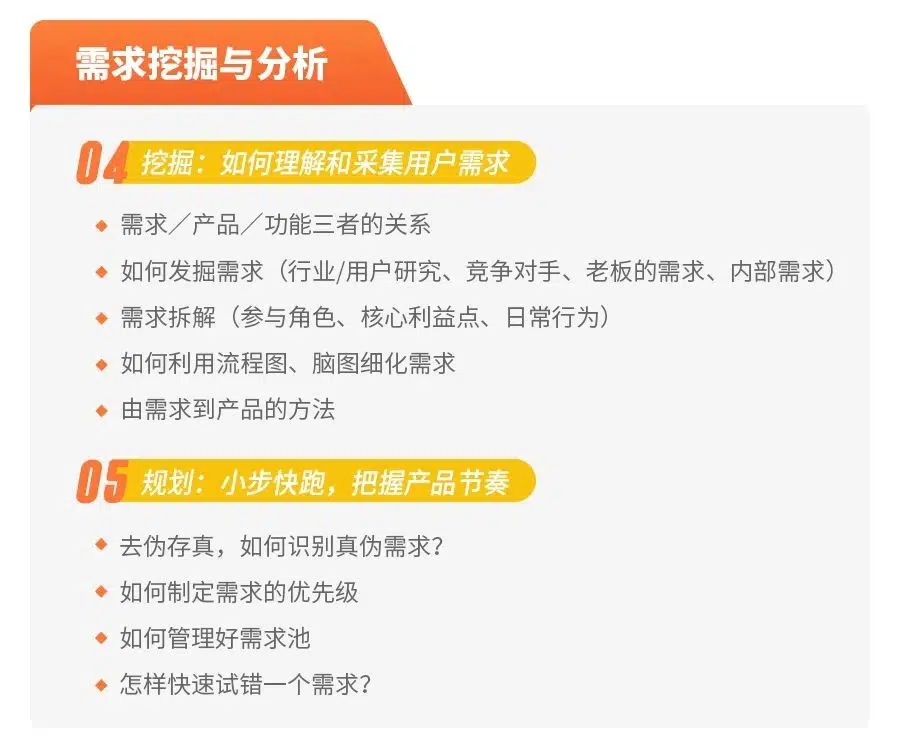 需求挖掘与分析
04 挖掘：如何理解和采集用户需求
需求／产品／功能三者的关系
如何发掘需求（行业/用户研究、竞争对手、老板的需求、内部需求）
需求拆解（参与角色、核心利益点、日常行为）
如何利用流程图、脑图细化需求
由需求到产品的方法
05 规划：小步快跑，把握产品节奏
去伪存真，如何识别真伪需求？
如何制定需求的优先级
如何管理好需求池
怎样快速试错一个需求？